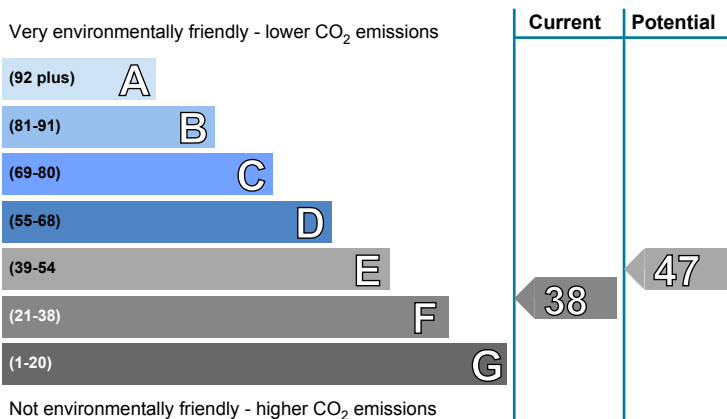 Current Potential
Very environmentally friendly - lower CO2 emissions
(92 plus) A
(81-91) B
(69-80) C
(55-68) D
(39-54 E
47
(21-38) F
38
(1-20) G
Not environmentally friendly - higher CO2 emissions